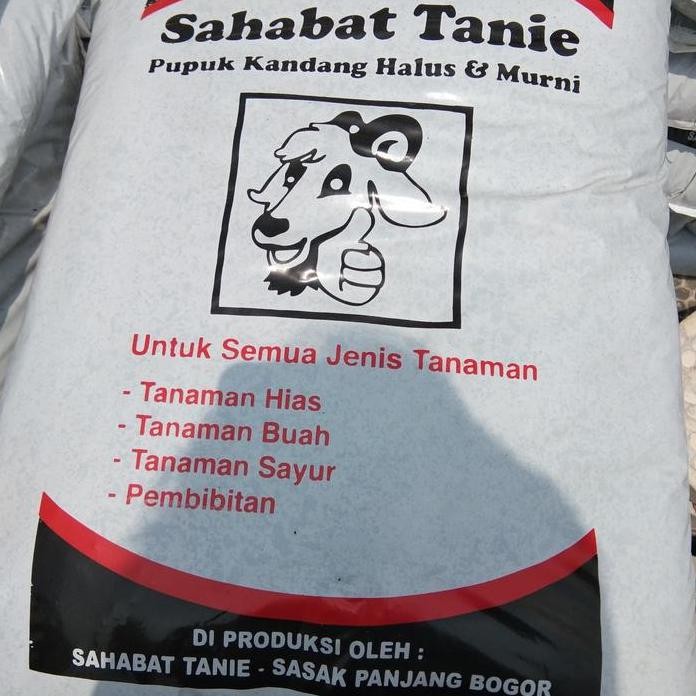 Sahabat Tanie
Pupuk Kandang Halus & Murni
Untuk Semua Jenis Tanaman
- Tanaman Hias
- Tanaman Buah
- Tanaman Sayur
- Pembibitan
DI PRODUKSI OLEH :
SAHABAT TANIE - SASAK PANJANG BOGOR